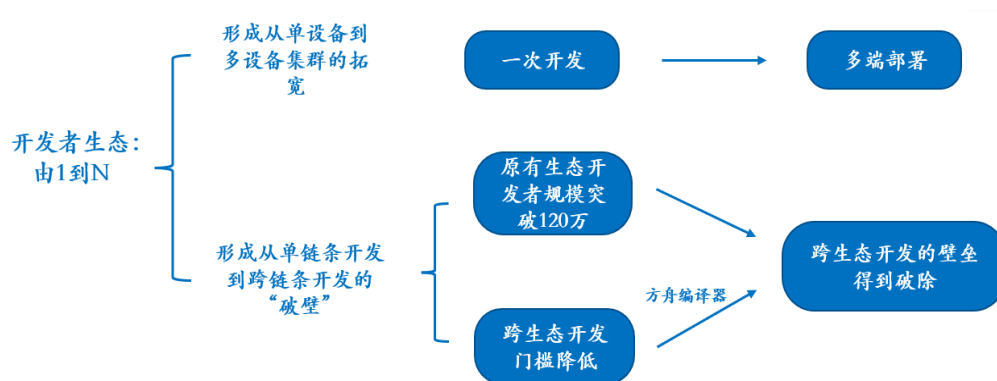 开发者生态：
由1到N
形成从单设备到
多设备集群的拓
宽
一次开发
多端部署
形成从单链条开发
到跨链条开发的
“破壁”
原有生态开
发者规模突
破120万
跨生态开发
门槛降低
方舟编译器
跨生态开发的壁垒
得到破除